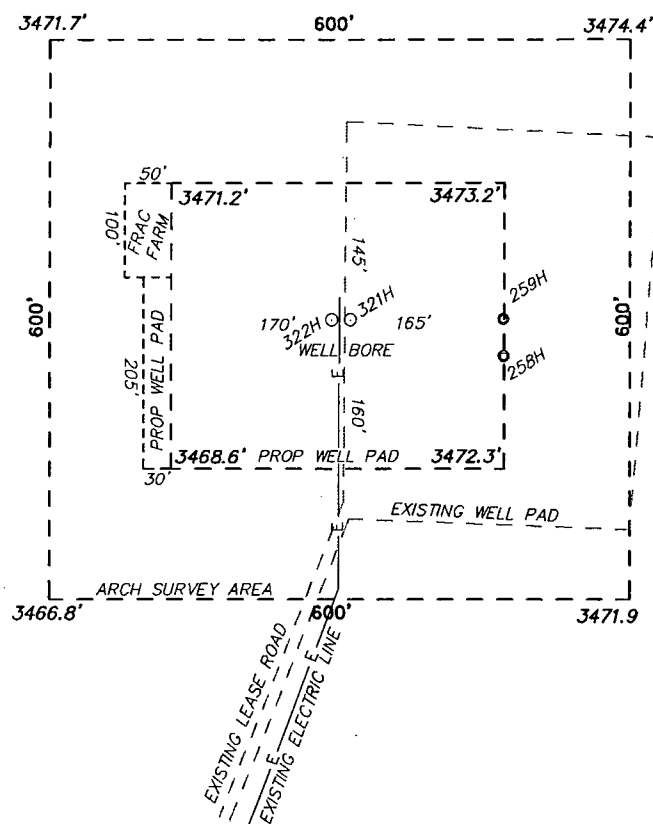 3471.7' 600' 3474.4'
50'
3471.2' 3473.2'
100'
FRAC
FARM
145'
600'
170' 322H 321H 165' 259H
600'
WELL BORE
258H
E
205'
PROP WELL PAD
160'
3468.6' PROP WELL PAD 3472.3'
30'
EXISTING WELL PAD
E
ARCH SURVEY AREA
3466.8' 600' 3471.9
EXISTING LEASE ROAD
E
EXISTING ELECTRIC LINE
E